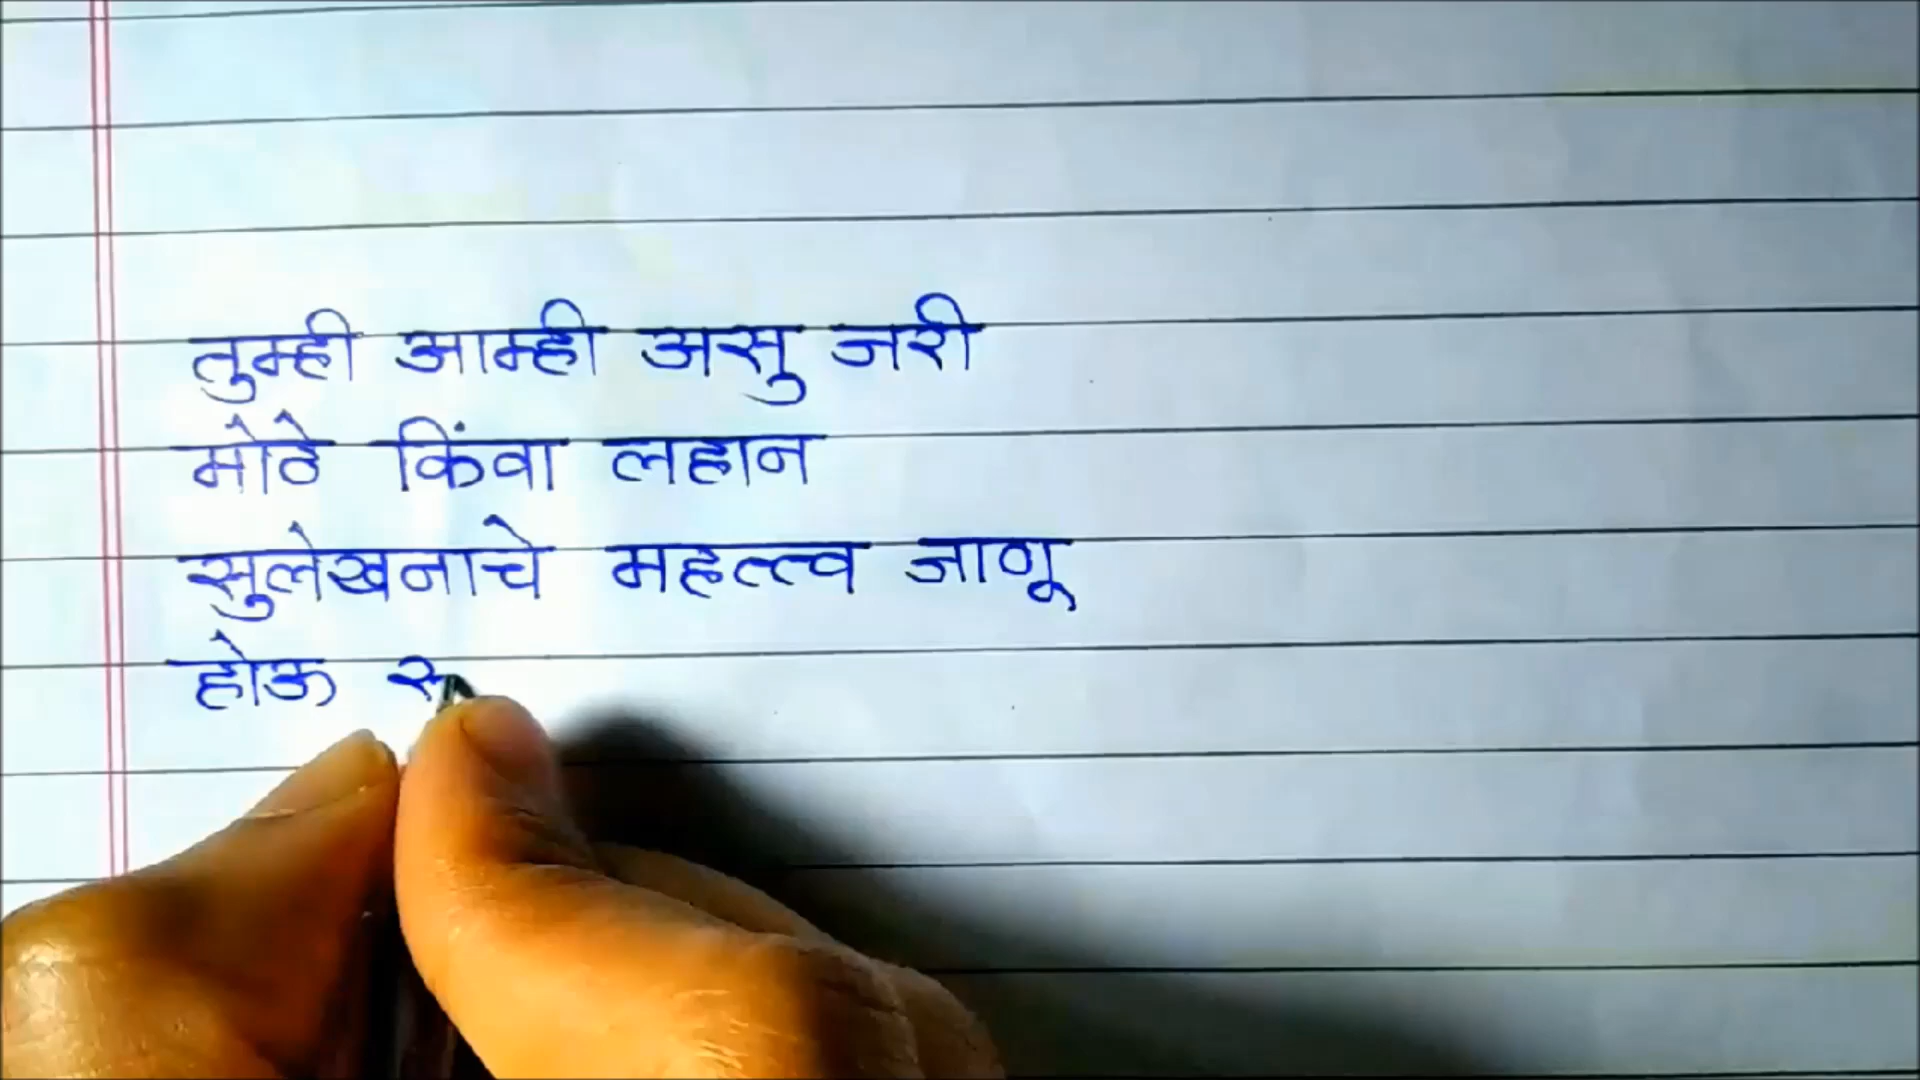 तुम्ही आम्ही असु जरी
मोठे किंवा लहान
सुलेखनाचे महत्त्व जाणू
होऊ